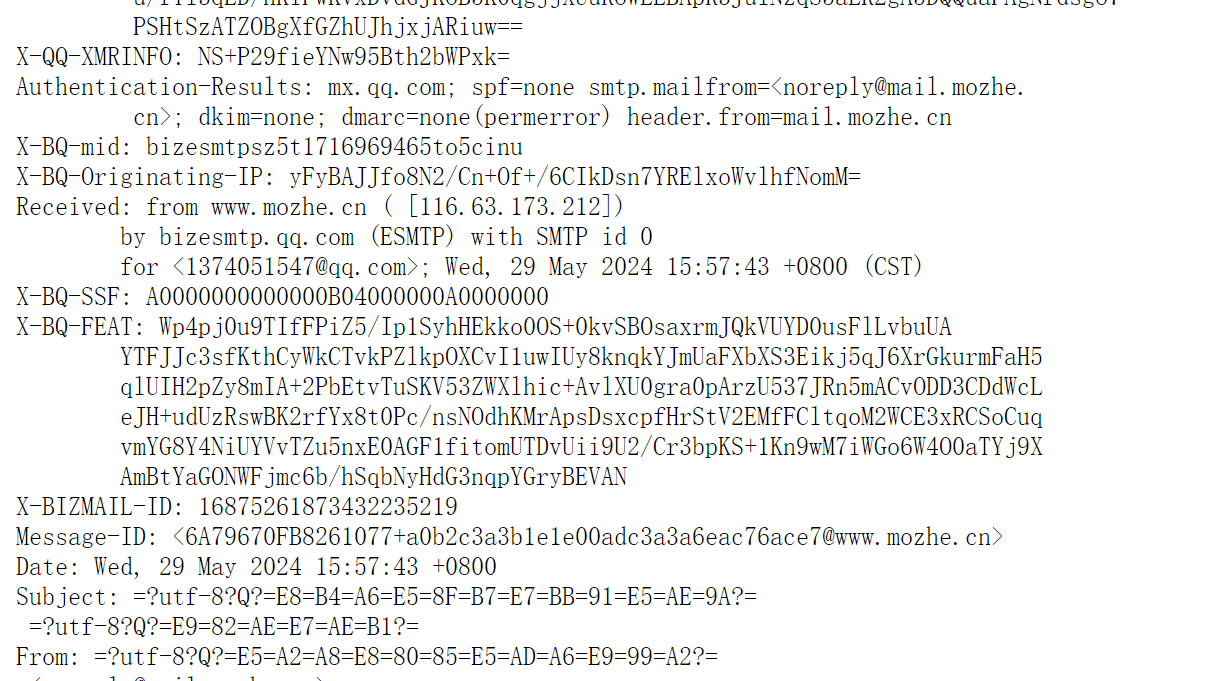 PSHtSzATZOBgXfGZhUJhjxjARiuw==
X-QQ-XMRINFO: NS+P29fieYNw95Bth2bWPxk=
Authentication-Results: mx.qq.com; spf=none smtp.mailfrom=<noreply@mail.mozhe.
cn>; dkim=none; dmarc=none(permerror) header.from=mail.mozhe.cn
X-BQ-mid: bizesmtpsz5t1716969465to5cinu
X-BQ-Originating-IP: yFyBAJJfo8N2/Cn+Of+/6CIkDsn7YRElxoWvlhfNomM=
Received: from www.mozhe.cn ( [116.63.173.212])
by bizesmtp.qq.com (ESMTP) with SMTP id 0
for <1374051547@qq.com>; Wed, 29 May 2024 15:57:43 +0800 (CST)
X-BQ-SSF: A0000000000000B04000000A0000000
X-BQ-FEAT: Wp4pj0u9TIfFPiZ5/Ip1SyhHEkko0OS+0kvSBOsaxrmJQkVUYD0usFlLvbuUA
YTFJJc3sfKthCyWkCTvkPZlkpOXCvI1uwIUy8knqkYJmUaFXbXS3Eikj5qJ6XrGkurmFaH5
qlUIH2pZy8mIA+2PbEtvTuSKV53ZWXlhic+AvlXU0gra0pArzU537JRn5mACvODD3CDdWcL
eJH+udUzRswBK2rfYx8t0Pc/nsNOdhKMrApsDsxcpfHrStV2EMfFCltqoM2WCE3xRCSoCuq
vmYG8Y4NiUYVvTZu5nxE0AGF1fitomUTDvUii9U2/Cr3bpKS+1Kn9wM7iWGo6W400aTYj9X
AmBtYaGONWFjmc6b/hSqbNyHdG3nqpYGryBEVAN
X-BIZMAIL-ID: 16875261873432235219
Message-ID: <6A79670FB8261077+a0b2c3a3b1e1e00adc3a3a6eac76ace7@www.mozhe.cn>
Date: Wed, 29 May 2024 15:57:43 +0800
Subject: =?utf-8?Q?=E8=B4=A6=E5=8F=B7=E7=BB=91=E5=AE=9A?=
=?utf-8?Q?=E9=82=AE=E7=AE=B1?=
From: =?utf-8?Q?=E5=A2=A8=E8=80=85=E5=AD=A6=E9=99=A2?=